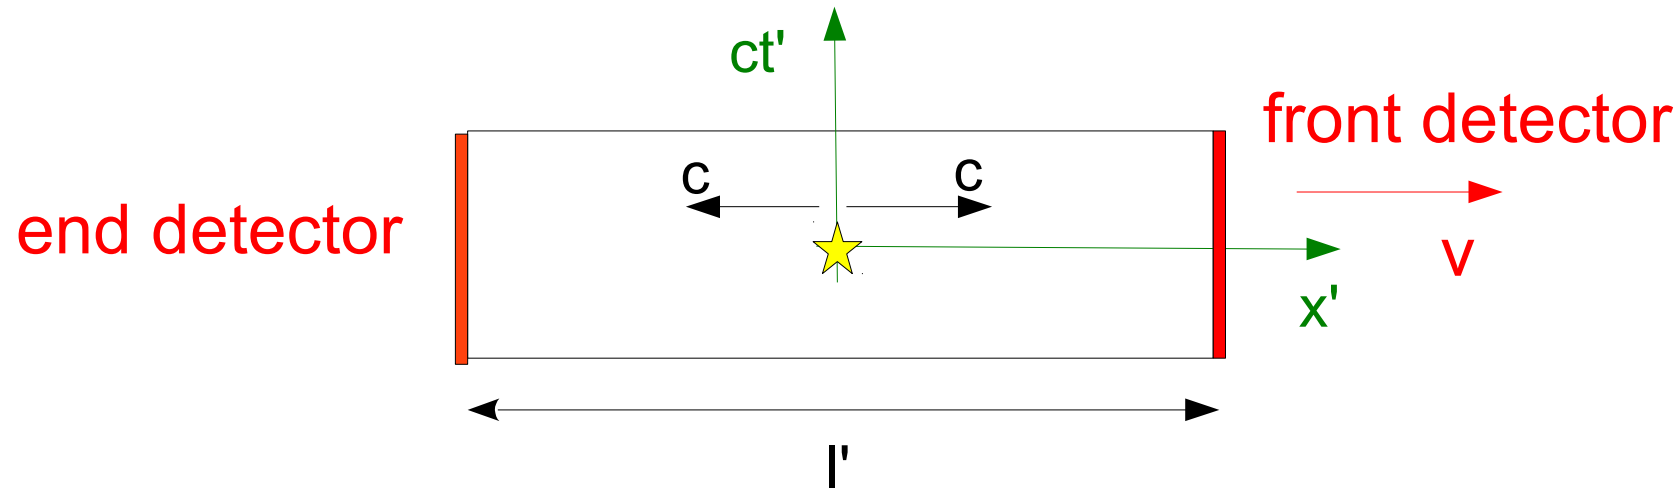 ct'
front detector
c
c
end detector
v
x'
l'